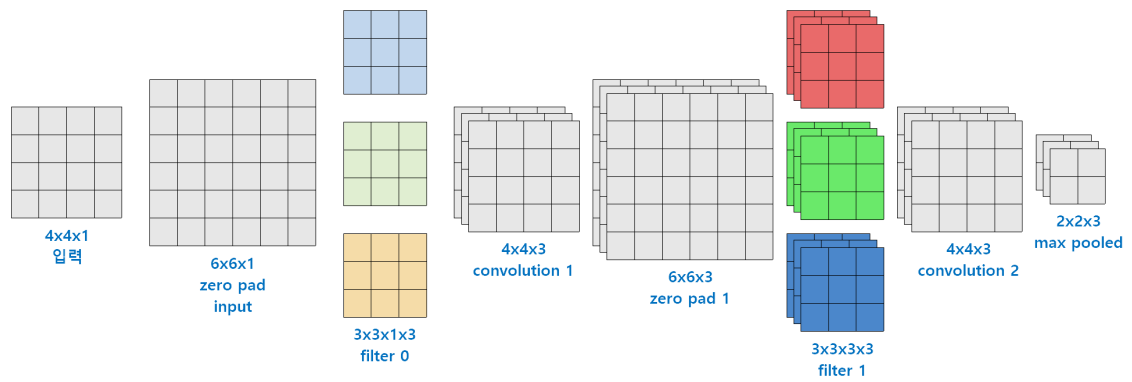 4x4x1
입력
6x6x1
zero pad
input
3x3x1x3
filter 0
4x4x3
convolution 1
6x6x3
zero pad 1
3x3x3x3
filter 1
4x4x3
convolution 2
2x2x3
max pooled